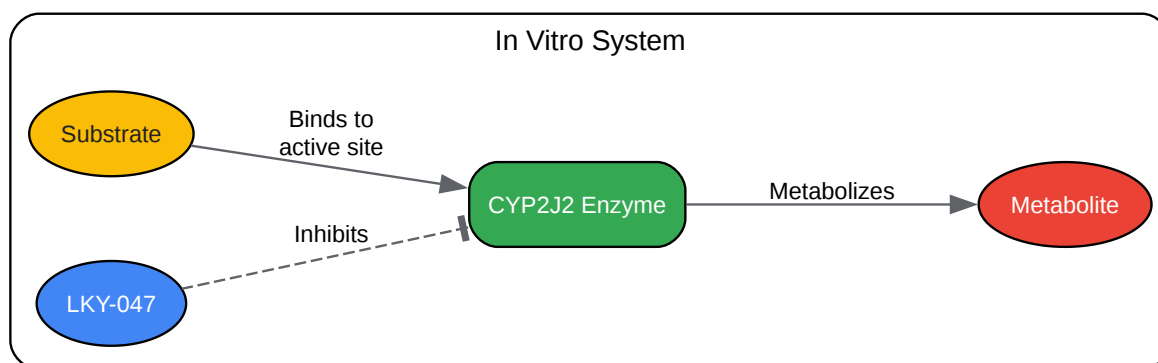 In Vitro System
Substrate
Binds to
active site
CYP2J2 Enzyme
Metabolizes
Metabolite
Inhibits
LKY-047